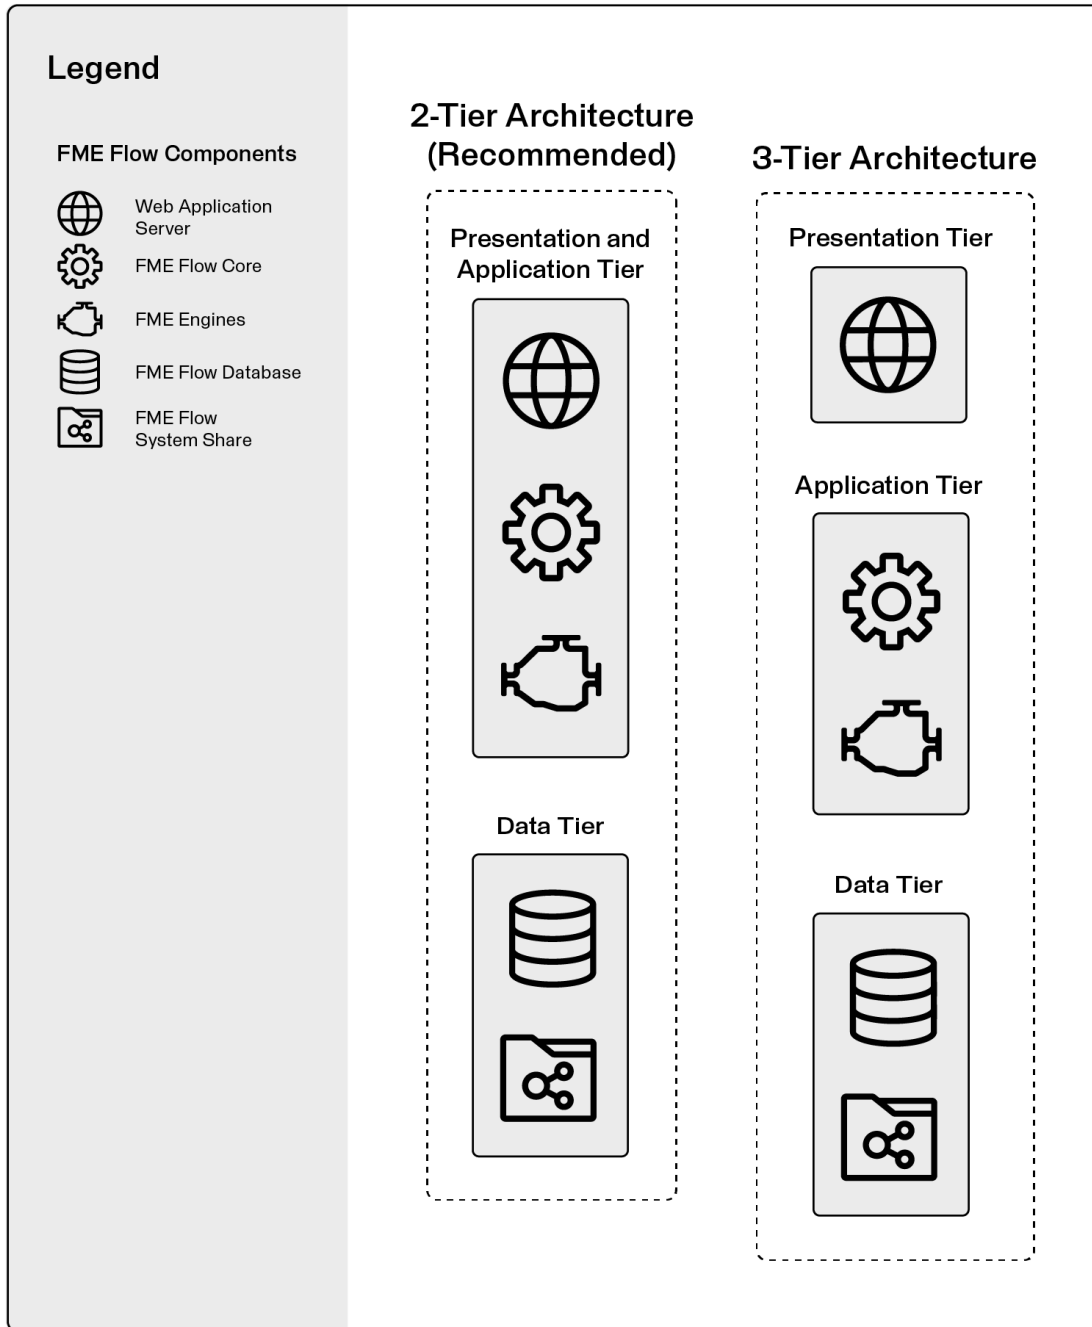 Legend
FME Flow Components
Web Application
Server
FME Flow Core
FME Engines
FME Flow Database
FME Flow
System Share
2-Tier Architecture
(Recommended)
Presentation and
Application Tier
Data Tier
3-Tier Architecture
Presentation Tier
Application Tier
Data Tier